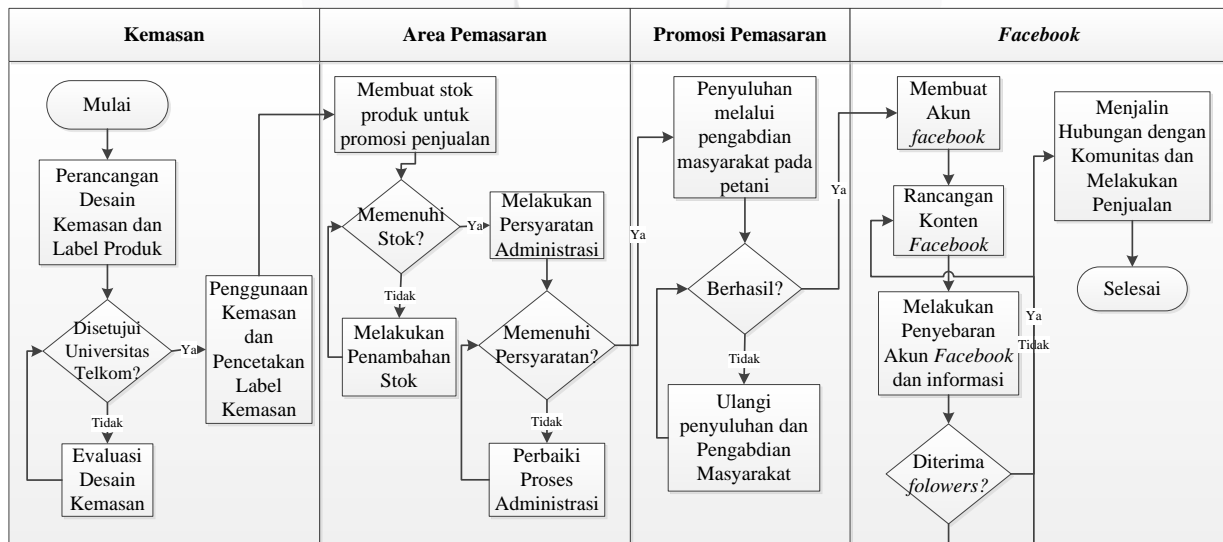 Kemasan
Mulai
Perancangan
Desain
Kemasan dan
Label Produk
Disetujui
Universitas
Telkom?
Ya
Tidak
Evaluasi
Desain
Kemasan
Penggunaan
Kemasan
dan
Pencetakan
Label
Kemasan
Area Pemasaran
Membuat stok
produk untuk
promosi penjualan
Memenuhi
Stok?
Ya
Tidak
Melakukan
Penambahan
Stok
Melakukan
Persyaratan
Administrasi
Memenuhi
Persyaratan?
Ya
Tidak
Perbaiki
Proses
Administrasi
Promosi Pemasaran
Penyuluhan
melalui
pengabdian
masyarakat pada
petani
Berhasil?
Ya
Tidak
Ulangi
penyuluhan dan
Pengabdian
Masyarakat
Facebook
Membuat
Akun
facebook
Rancangan
Konten
Facebook
Melakukan
Penyebaran
Akun Facebook
dan informasi
Diterima
folowers?
Ya
Tidak
Menjalin
Hubungan dengan
Komunitas dan
Melakukan
Penjualan
Selesai